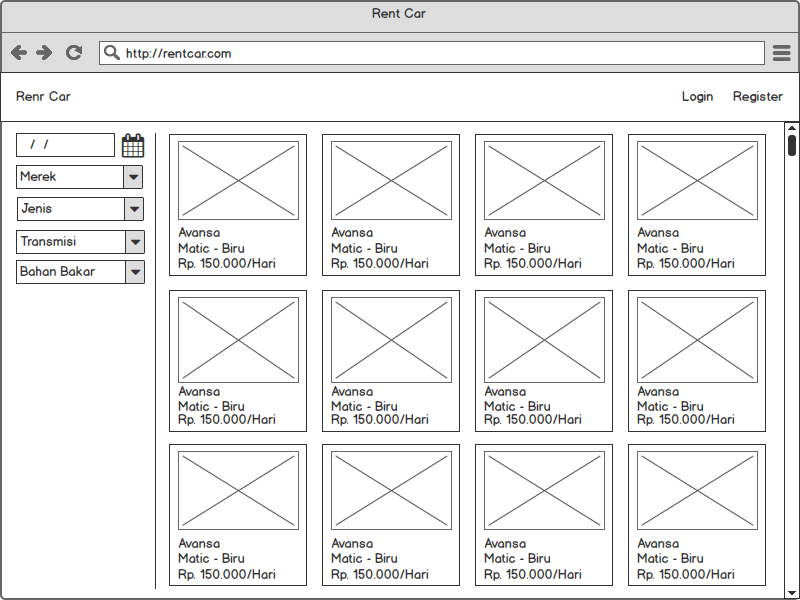 Rent Car
http://rentcar.com
Renr Car
Login
Register
/ /
Merek
Jenis
Transmisi
Bahan Bakar
Avansa
Matic - Biru
Rp. 150.000/Hari
Avansa
Matic - Biru
Rp. 150.000/Hari
Avansa
Matic - Biru
Rp. 150.000/Hari
Avansa
Matic - Biru
Rp. 150.000/Hari
Avansa
Matic - Biru
Rp. 150.000/Hari
Avansa
Matic - Biru
Rp. 150.000/Hari
Avansa
Matic - Biru
Rp. 150.000/Hari
Avansa
Matic - Biru
Rp. 150.000/Hari
Avansa
Matic - Biru
Rp. 150.000/Hari
Avansa
Matic - Biru
Rp. 150.000/Hari
Avansa
Matic - Biru
Rp. 150.000/Hari
Avansa
Matic - Biru
Rp. 150.000/Hari